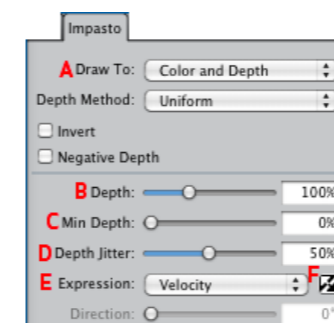 Impasto
A Draw To: Color and Depth
Depth Method: Uniform
Invert
Negative Depth
B Depth: 100%
C Min Depth: 0%
D Depth Jitter: 50%
E Expression: Velocity F
Direction: 0°